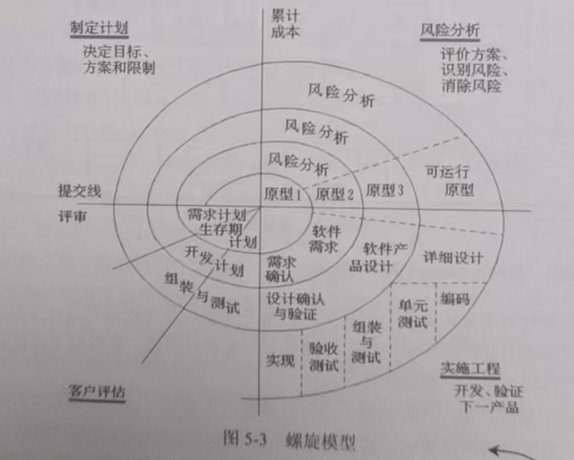 制定计划
决定目标、
方案和限制
累计
成本
风险分析
评价方案、
识别风险、
消除风险
风险分析
风险分析
风险分析
可运行
原型
原型1
原型2
原型3
提交线
评审
需求计划
生存期
计划
开发计划
组装与测试
软件
需求
需求
确认
软件产
品设计
详细设计
设计确认
与验证
实现
验收
测试
组装
与
测试
单元
测试
编码
客户评估
实施工程
开发、验证
下一产品
图 5-3 螺旋模型